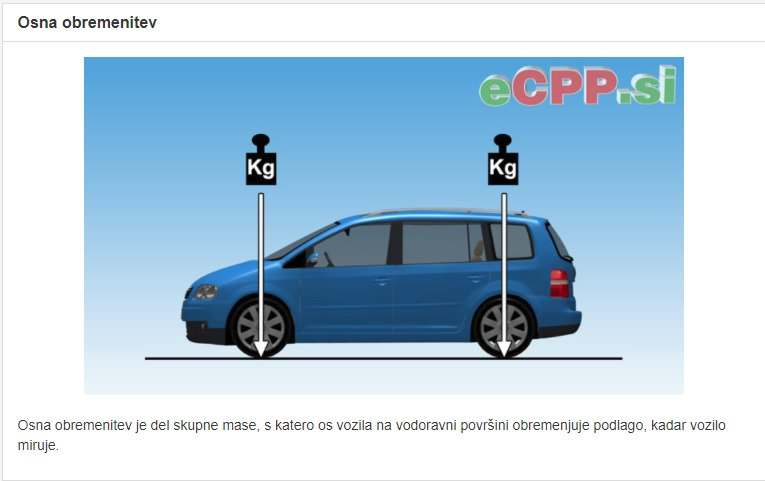 Osna obremenitev
eCPP.si
Kg Kg
Osna obremenitev je del skupne mase, s katero os vozila na vodoravni površini obremenjuje podlago, kadar vozilo
miruje.